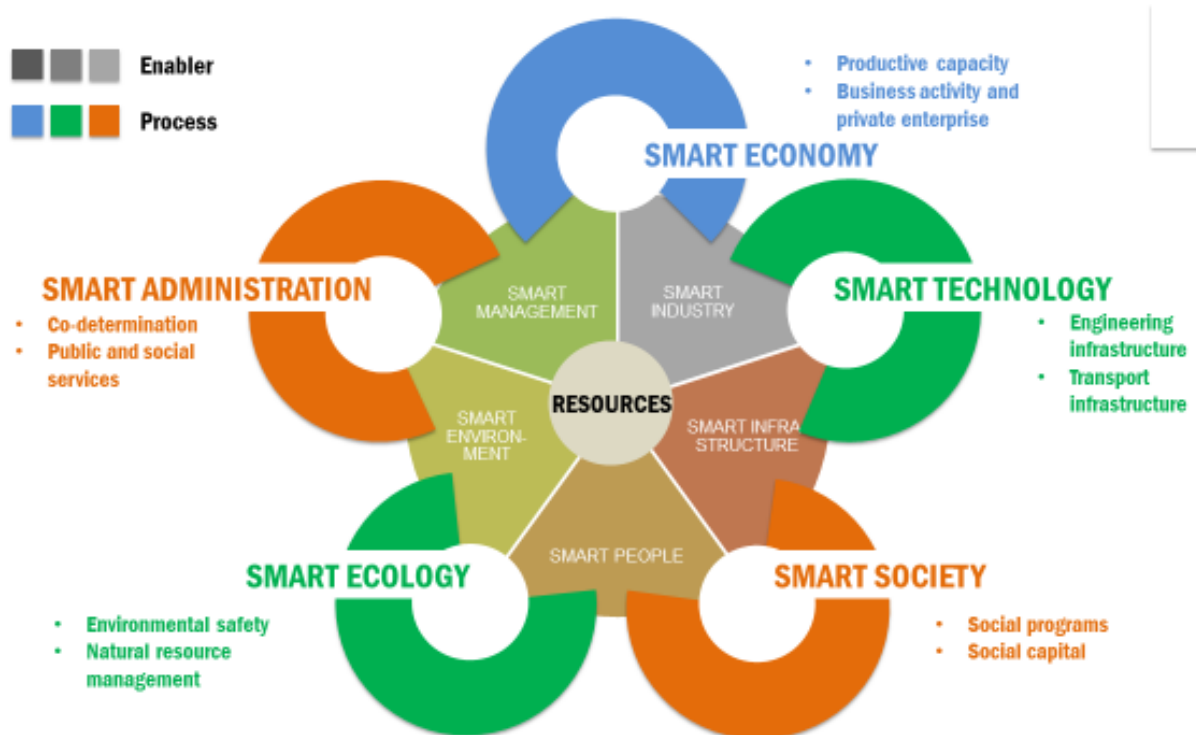 Enabler
Process
• Productive capacity
• Business activity and
private enterprise
SMART ECONOMY
SMART ADMINISTRATION
• Co-determination
• Public and social
services
SMART
MANAGEMENT
SMART
INDUSTRY
SMART TECHNOLOGY
• Engineering
infrastructure
• Transport
infrastructure
RESOURCES
SMART
ENVIRON-
MENT
SMART INFRA
STRUCTURE
SMART PEOPLE
SMART ECOLOGY
• Environmental safety
• Natural resource
management
SMART SOCIETY
• Social programs
• Social capital